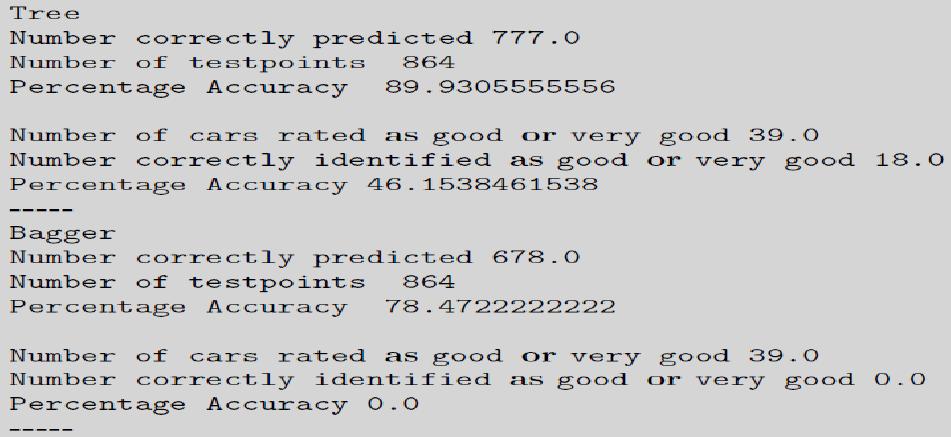 Tree
Number correctly predicted 777.0
Number of testpoints 864
Percentage Accuracy 89.9305555556
Number of cars rated as good or very good 39.0
Number correctly identified as good or very good 18.0
Percentage Accuracy 46.1538461538
-----
Bagger
Number correctly predicted 678.0
Number of testpoints 864
Percentage Accuracy 78.4722222222
Number of cars rated as good or very good 39.0
Number correctly identified as good or very good 0.0
Percentage Accuracy 0.0
-----